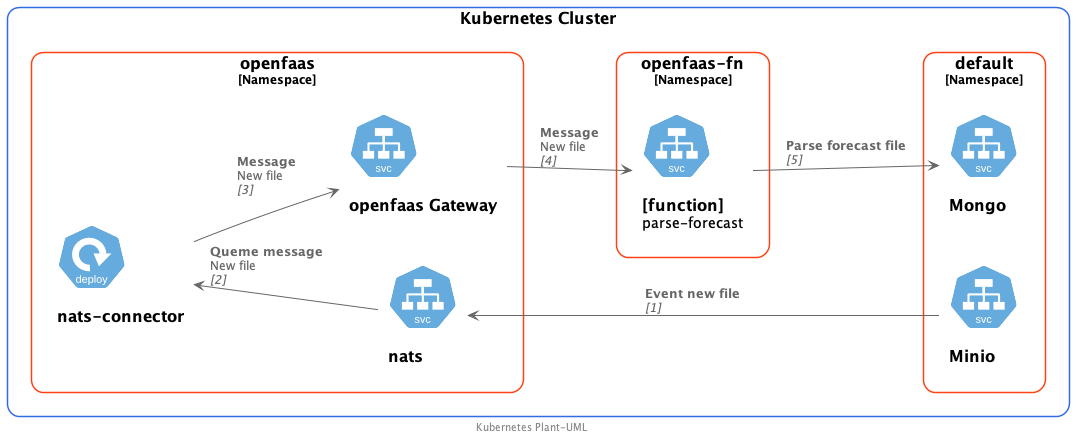 Kubernetes Cluster
openfaas
[Namespace]
openfaas-fn
[Namespace]
default
[Namespace]
svc
openfaas Gateway
Message
New file
[3]
Message
New file
[4]
svc
[function]
parse-forecast
Parse forecast file
[5]
svc
Mongo
deploy
nats-connector
Queme message
New file
[2]
svc
nats
Event new file
[1]
svc
Minio
Kubernetes Plant-UML